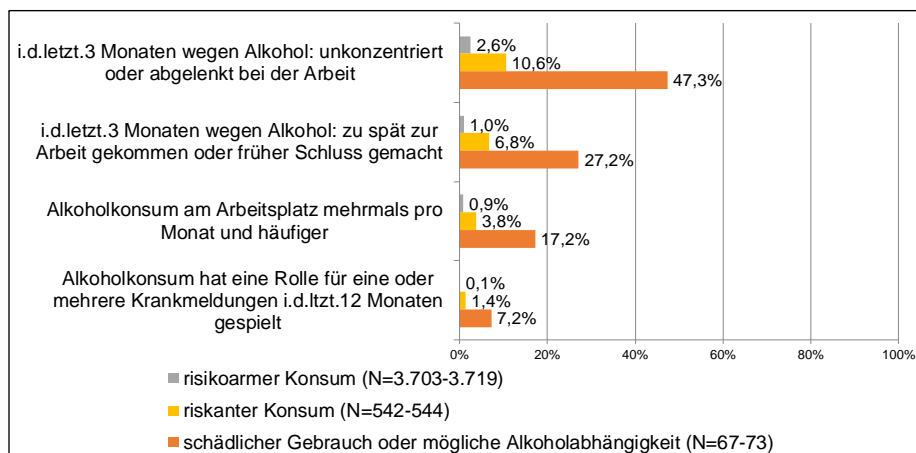 i.d.letzt.3 Monaten wegen Alkohol: unkonzentriert
oder abgelenkt bei der Arbeit
2,6%
10,6%
47,3%
i.d.letzt.3 Monaten wegen Alkohol: zu spät zur
Arbeit gekommen oder früher Schluss gemacht
1,0%
6,8%
27,2%
Alkoholkonsum am Arbeitsplatz mehrmals pro
Monat und häufiger
0,9%
3,8%
17,2%
Alkoholkonsum hat eine Rolle für eine oder
mehrere Krankmeldungen i.d.ltzt.12 Monaten
gespielt
0,1%
1,4%
7,2%
0% 20% 40% 60% 80% 100%
risikoarmer Konsum (N=3.703-3.719)
riskanter Konsum (N=542-544)
schädlicher Gebrauch oder mögliche Alkoholabhängigkeit (N=67-73)